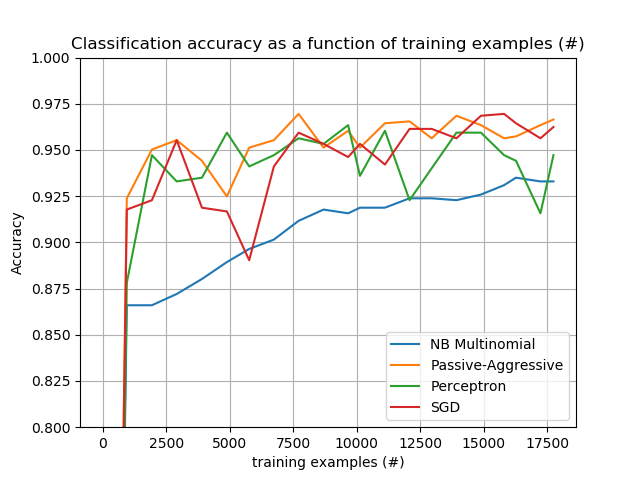 Classification accuracy as a function of training examples (#)
1.000
0.975
0.950
0.925
0.900
0.875
0.850
0.825
0.800
Accuracy
NB Multinomial
Passive-Aggressive
Perceptron
SGD
0 2500 5000 7500 10000 12500 15000 17500
training examples (#)